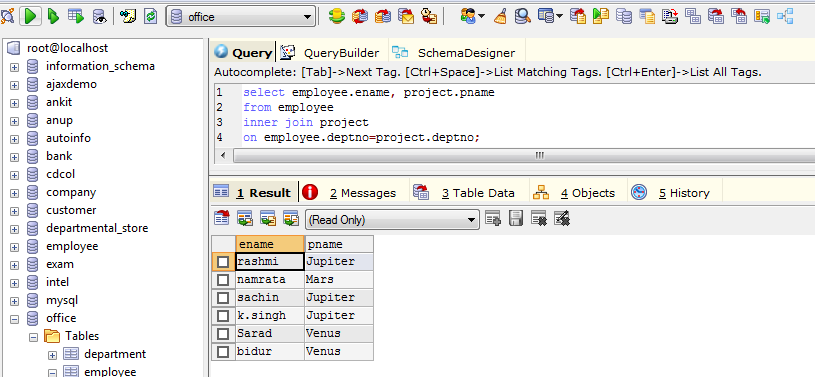 office
root@localhost
information_schema
ajaxdemo
ankit
anup
autoinfo
bank
cdcol
company
customer
departmental_store
employee
exam
intel
mysql
office
Tables
department
employee
Query QueryBuilder SchemaDesigner
Autocomplete: [Tab]->Next Tag. [Ctrl+Space]->List Matching Tags. [Ctrl+Enter]->List All Tags.
1 select employee.ename, project.pname
2 from employee
3 inner join project
4 on employee.deptno=project.deptno;
1 Result 2 Messages 3 Table Data 4 Objects 5 History
(Read Only)
ename pname
rashmi Jupiter
namrata Mars
sachin Jupiter
k.singh Jupiter
Sarad Venus
bidur Venus